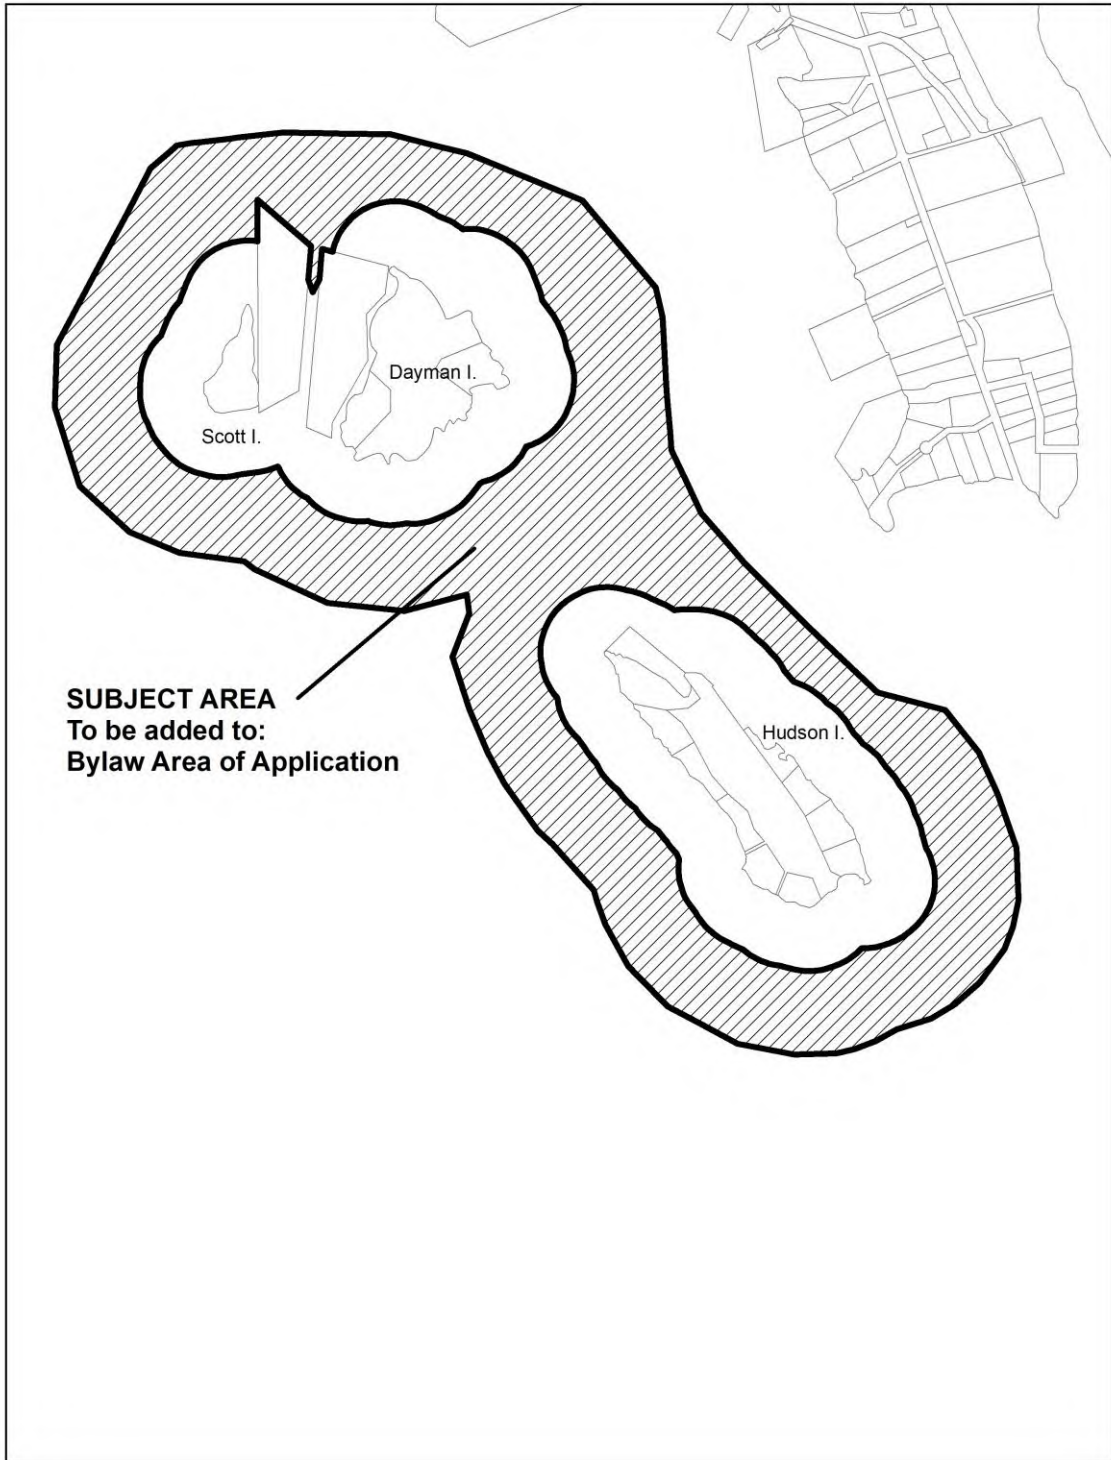 Dayman I.
Scott I.
SUBJECT AREA
To be added to:
Bylaw Area of Application
Hudson I.